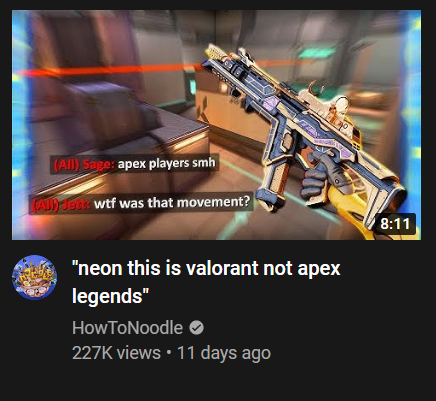 (All) Sage: apex players smh
(All) Jett: wtf was that movement?
8:11
"neon this is valorant not apex
legends"
HowToNoodle
227K views • 11 days ago